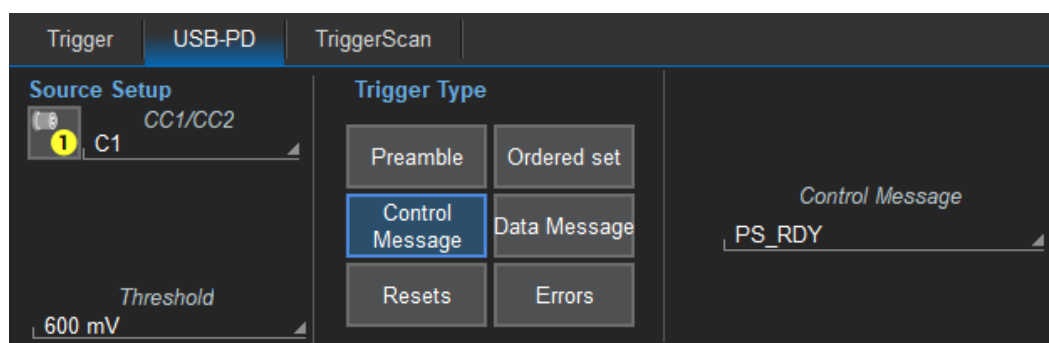 Trigger
USB-PD
TriggerScan
Source Setup
CC1/CC2
1
C1
Threshold
600 mV
Trigger Type
Preamble
Ordered set
Control
Message
Data Message
Resets
Errors
Control Message
PS_RDY